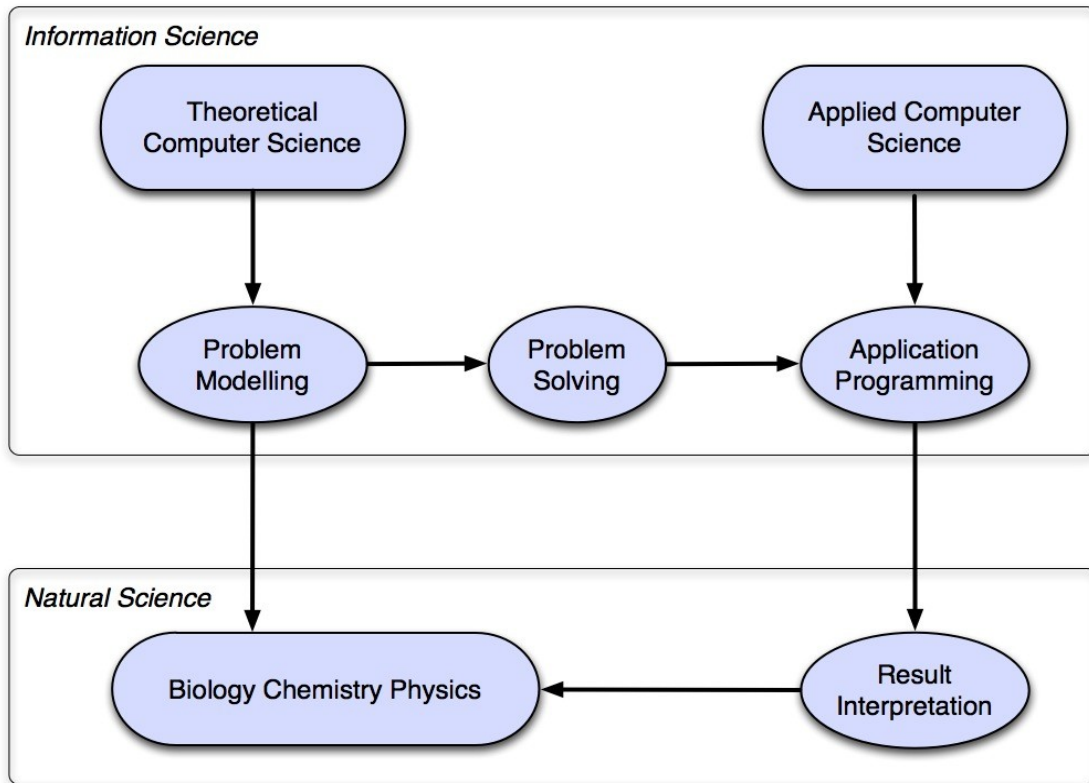 Information Science
Theoretical
Computer Science
Applied Computer
Science
Problem
Modelling
Problem
Solving
Application
Programming
Natural Science
Biology Chemistry Physics
Result
Interpretation